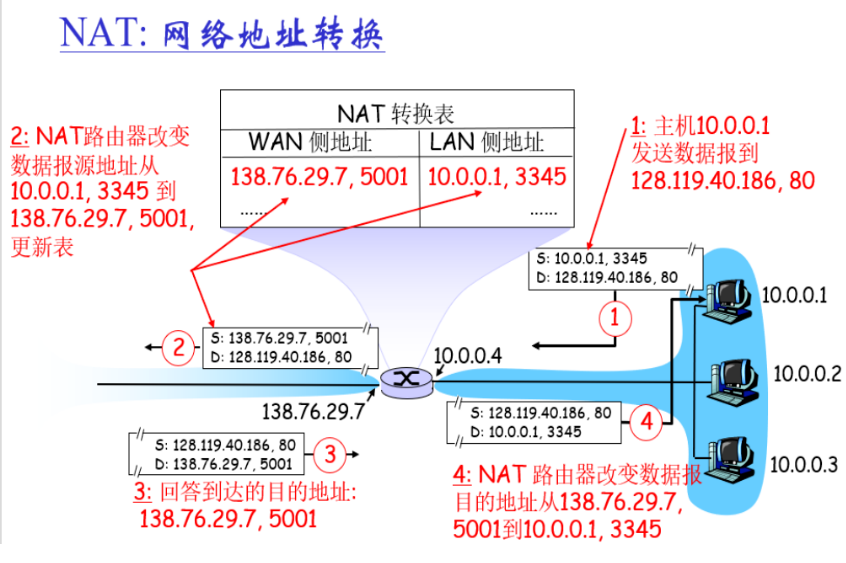 NAT: 网络地址转换
NAT 转换表
WAN 侧地址 LAN 侧地址
138.76.29.7, 5001 10.0.0.1, 3345
...... ......
2: NAT路由器改变
数据报源地址从
10.0.0.1, 3345 到
138.76.29.7, 5001,
更新表
1: 主机10.0.0.1
发送数据报到
128.119.40.186, 80
S: 10.0.0.1, 3345
D: 128.119.40.186, 80
1
10.0.0.1
S: 138.76.29.7, 5001
D: 128.119.40.186, 80
2
10.0.0.4
10.0.0.2
138.76.29.7
S: 128.119.40.186, 80
D: 10.0.0.1, 3345
4
S: 128.119.40.186, 80
D: 138.76.29.7, 5001
3
10.0.0.3
3: 回答到达的目的地址:
138.76.29.7, 5001
4: NAT 路由器改变数据报
目的地址从138.76.29.7,
5001到10.0.0.1, 3345